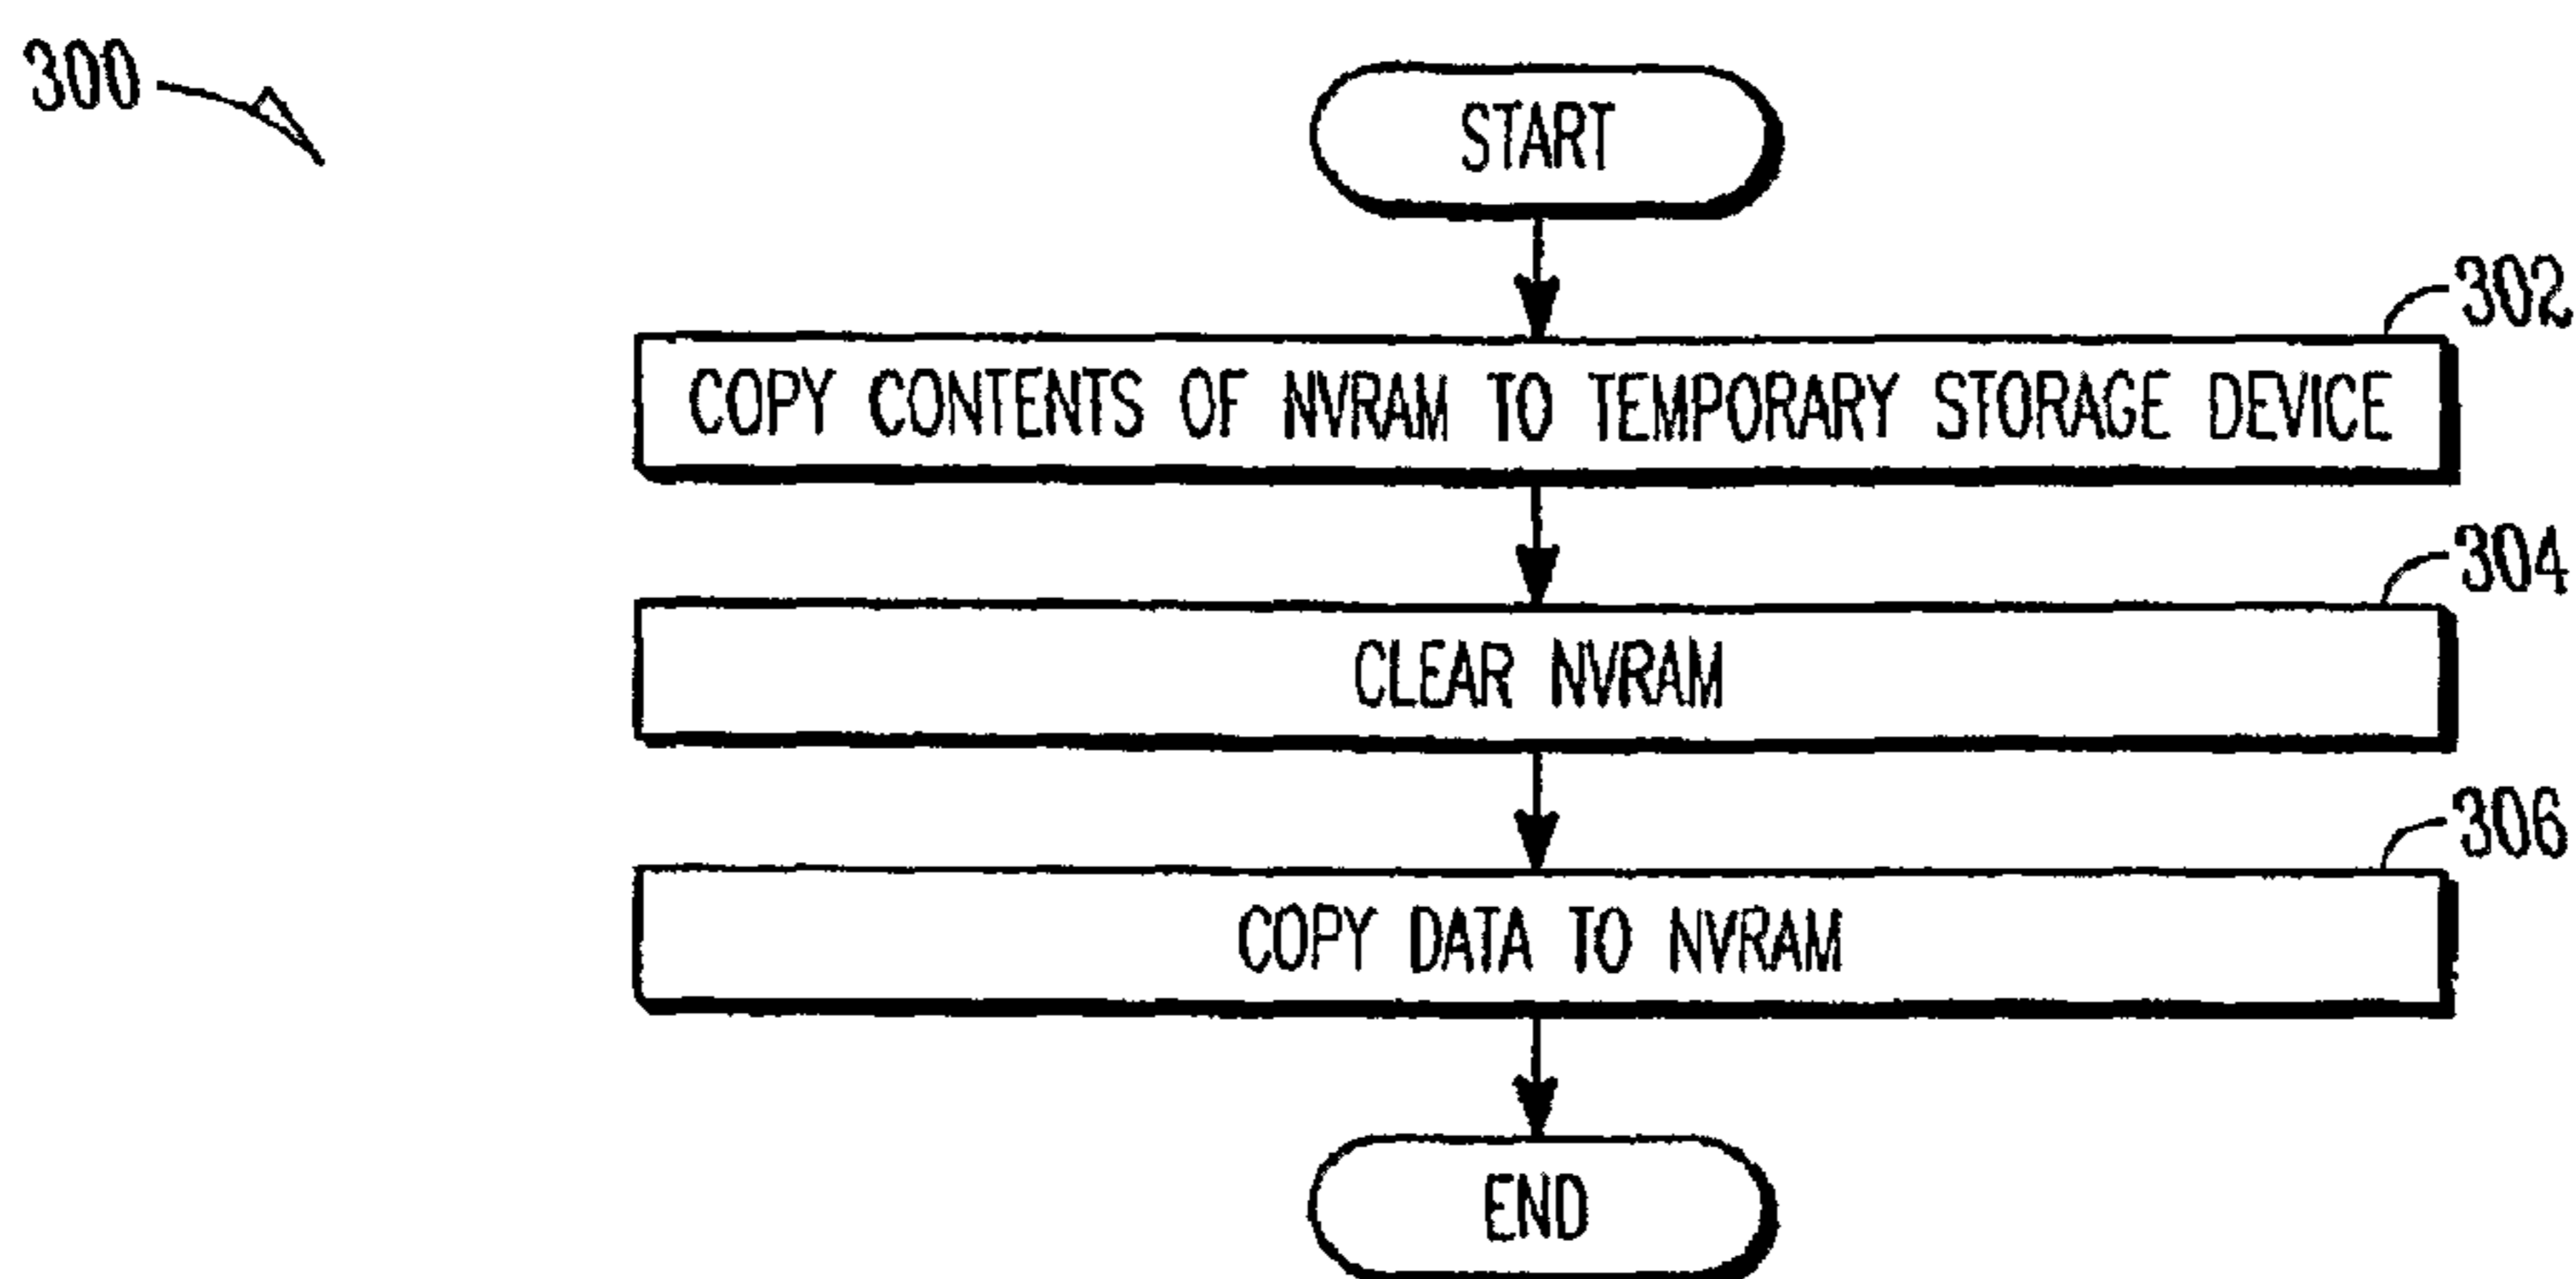 300
START
302
COPY CONTENTS OF NVRAM TO TEMPORARY STORAGE DEVICE
304
CLEAR NVRAM
306
COPY DATA TO NVRAM
END